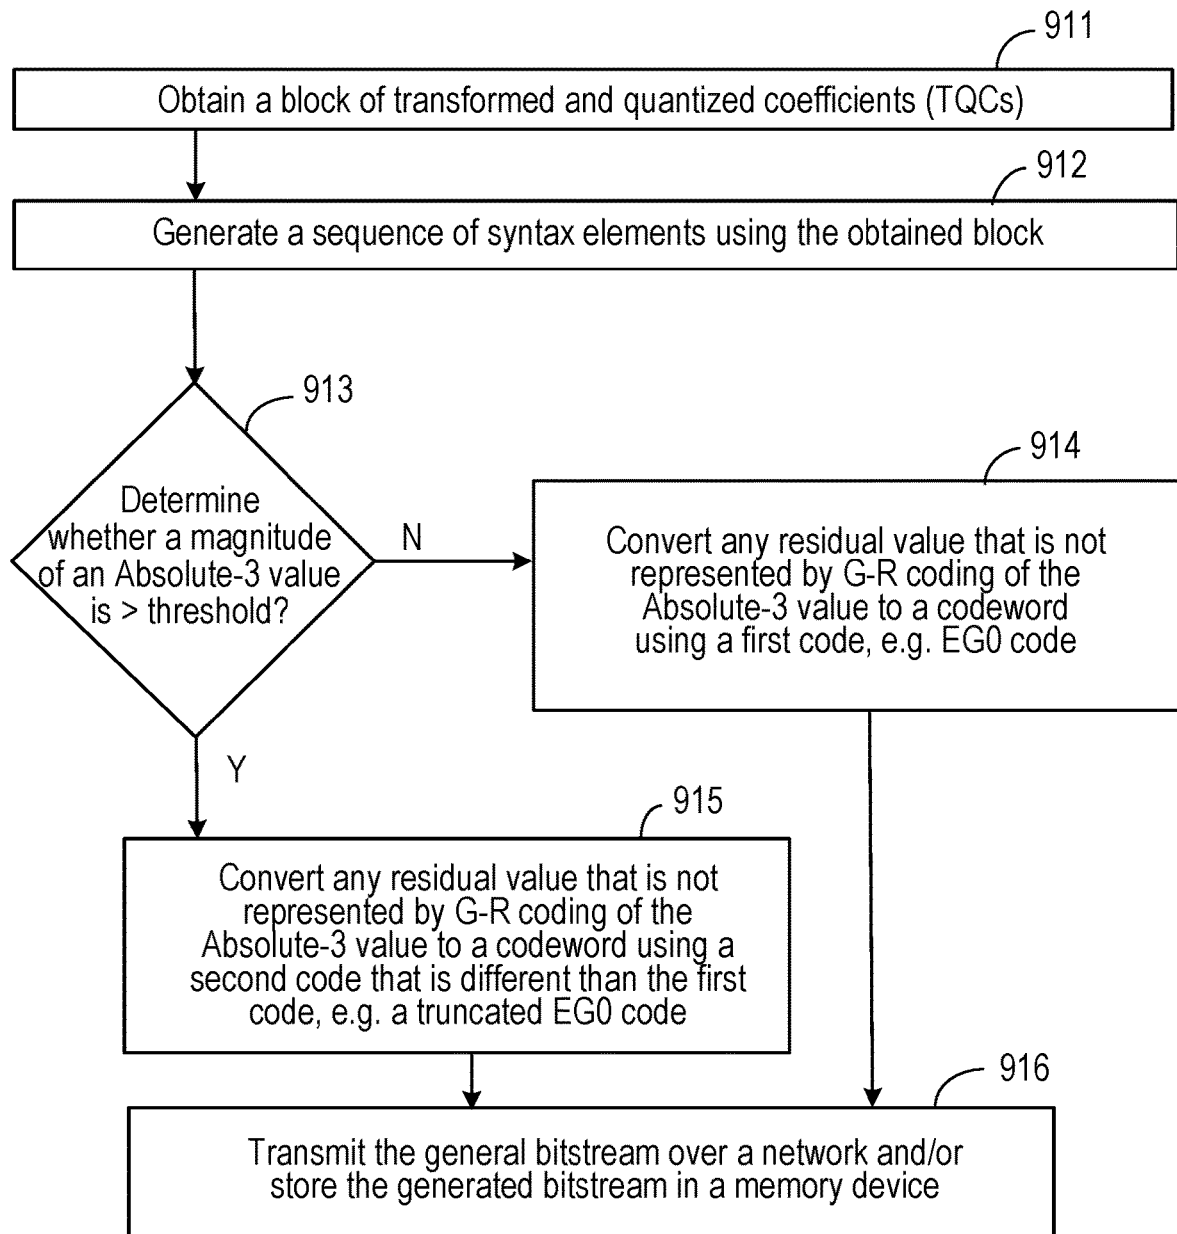 911
Obtain a block of transformed and quantized coefficients (TQCs)
912
Generate a sequence of syntax elements using the obtained block
913
Determine
whether a magnitude
of an Absolute-3 value
is > threshold?
N
914
Convert any residual value that is not
represented by G-R coding of the
Absolute-3 value to a codeword
using a first code, e.g. EG0 code
Y
915
Convert any residual value that is not
represented by G-R coding of the
Absolute-3 value to a codeword using a
second code that is different than the first
code, e.g. a truncated EG0 code
916
Transmit the general bitstream over a network and/or
store the generated bitstream in a memory device